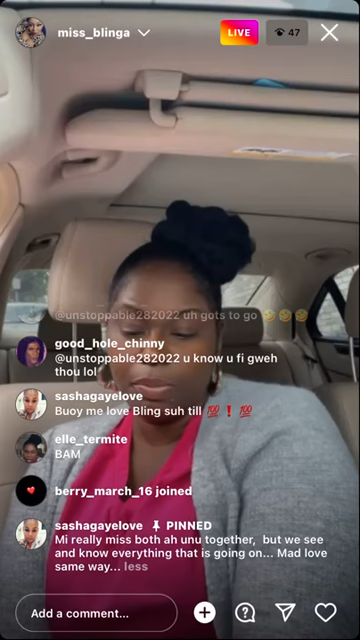 miss_blinga
LIVE
47
@unstoppable282022 uh gots to go 🤣🤣🤣
good_hole_chinny
@unstoppable282022 u know u fi gweh
thou lol
sashagayelove
Buoy me love Bling suh till 💯❗💯
elle_termite
BAM
berry_march_16 joined
sashagayelove PINNED
Mi really miss both ah unu together, but we see
and know everything that is going on... Mad love
same way... less
Add a comment...